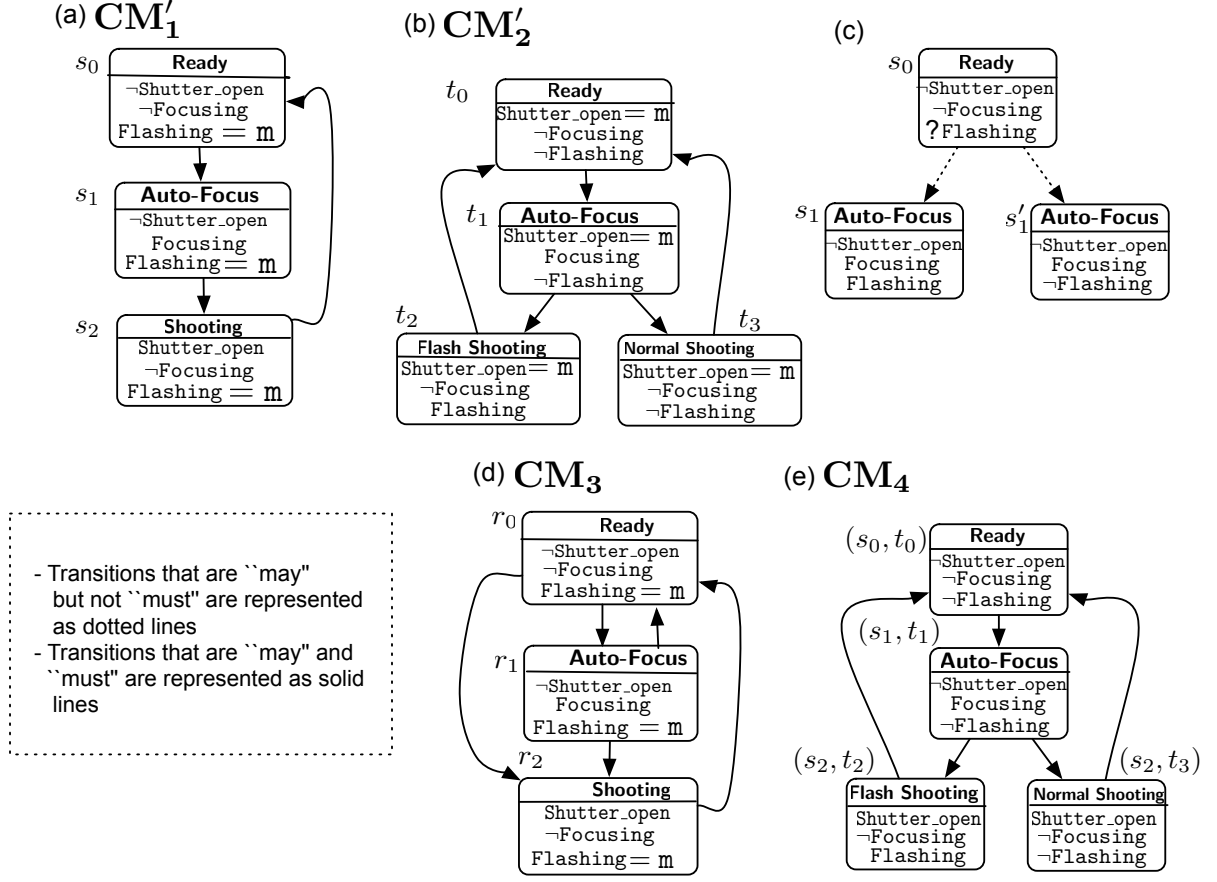 (a) CM′₁
s₀
Ready
¬Shutter_open
¬Focusing
Flashing = m
s₁
Auto-Focus
¬Shutter_open
Focusing
Flashing = m
s₂
Shooting
Shutter_open
¬Focusing
Flashing = m
(b) CM′₂
t₀
Ready
Shutter_open = m
¬Focusing
¬Flashing
t₁
Auto-Focus
Shutter_open = m
Focusing
¬Flashing
t₂
Flash Shooting
Shutter_open = m
¬Focusing
Flashing
t₃
Normal Shooting
Shutter_open = m
¬Focusing
¬Flashing
(c)
s₀
Ready
¬Shutter_open
¬Focusing
?Flashing
s₁
Auto-Focus
¬Shutter_open
Focusing
Flashing
s′₁
Auto-Focus
¬Shutter_open
Focusing
¬Flashing
- Transitions that are ``may"
but not ``must" are represented
as dotted lines
- Transitions that are ``may" and
``must" are represented as solid
lines
(d) CM₃
r₀
Ready
¬Shutter_open
¬Focusing
Flashing = m
r₁
Auto-Focus
¬Shutter_open
Focusing
Flashing = m
r₂
Shooting
Shutter_open
¬Focusing
Flashing = m
(e) CM₄
(s₀, t₀)
Ready
¬Shutter_open
¬Focusing
¬Flashing
(s₁, t₁)
Auto-Focus
¬Shutter_open
Focusing
¬Flashing
(s₂, t₂)
Flash Shooting
Shutter_open
¬Focusing
Flashing
(s₂, t₃)
Normal Shooting
Shutter_open
¬Focusing
¬Flashing